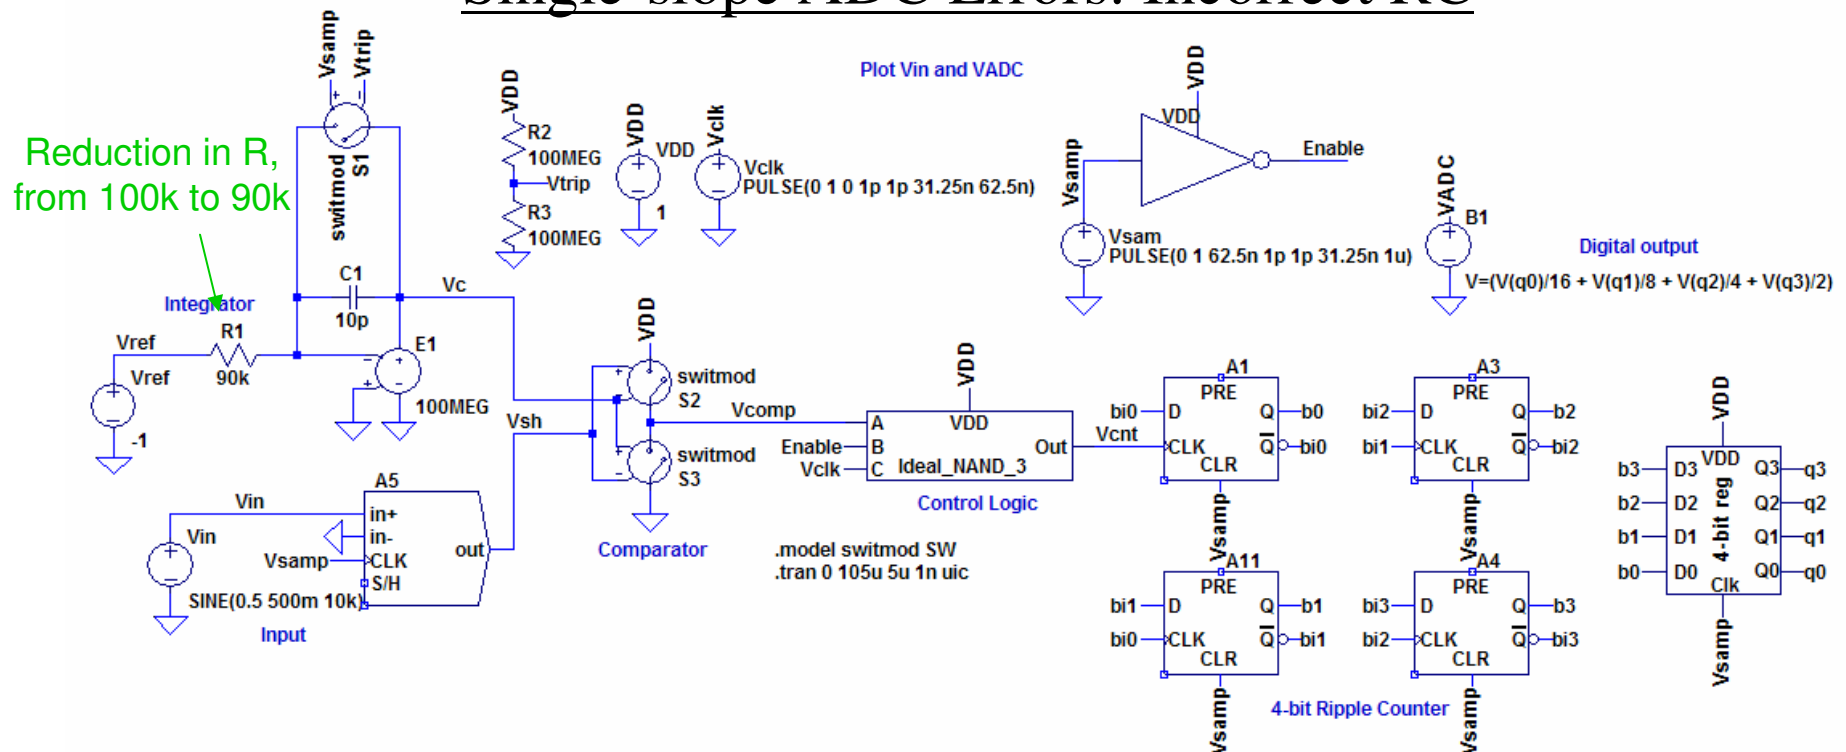 Single-slope ADC Errors: Incorrect RC
Plot Vin and VADC
Reduction in R,
from 100k to 90k
Vsamp
Vtrip
switmod
S1
C1
10p
Integrator
Vref
Vref
-1
R1
90k
E1
100MEG
Vc
VDD
R2
100MEG
Vtrip
R3
100MEG
VDD
VDD
1
Vclk
Vclk
PULSE(0 1 0 1p 1p 31.25n 62.5n)
VDD
VDD
Enable
Vsamp
Vsam
PULSE(0 1 62.5n 1p 1p 31.25n 1u)
VADC
B1
Digital output
V=(V(q0)/16 + V(q1)/8 + V(q2)/4 + V(q3)/2)
Vin
Vin
SINE(0.5 500m 10k)
Input
A5
in+
in-
CLK
S/H
out
Vsamp
Vsh
VDD
switmod
S2
switmod
S3
Comparator
Vcomp
Enable
Vclk
VDD
A
B
C
VDD
Out
Ideal_NAND_3
Control Logic
Vcnt
.model switmod SW
.tran 0 105u 5u 1n uic
A1
PRE
bi0 D Q b0
CLK Q bi0
CLR
Vsamp
A3
PRE
bi2 D Q b2
bi1 CLK Q bi2
CLR
Vsamp
A11
PRE
bi1 D Q b1
bi0 CLK Q bi1
CLR
Vsamp
A4
PRE
bi3 D Q b3
bi2 CLK Q bi3
CLR
Vsamp
4-bit Ripple Counter
VDD
VDD
b3 D3 Q3 q3
b2 D2 Q2 q2
b1 D1 Q1 q1
b0 D0 Q0 q0
4-bit reg
Clk
Vsamp